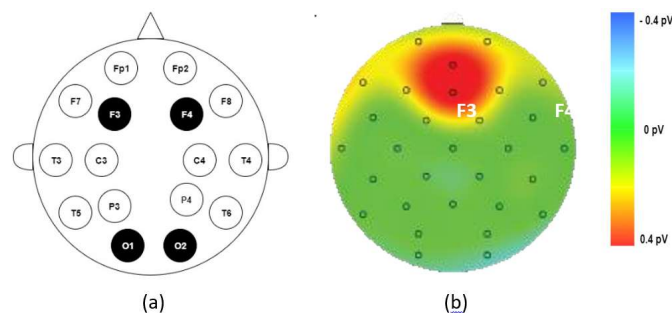 Fp1 Fp2
F7 F3 F4 F8
T3 C3 C4 T4
T5 P3 P4 T6
O1 O2
(a)
F3 F4
(b)
- 0.4 pV
0 pV
0.4 pV